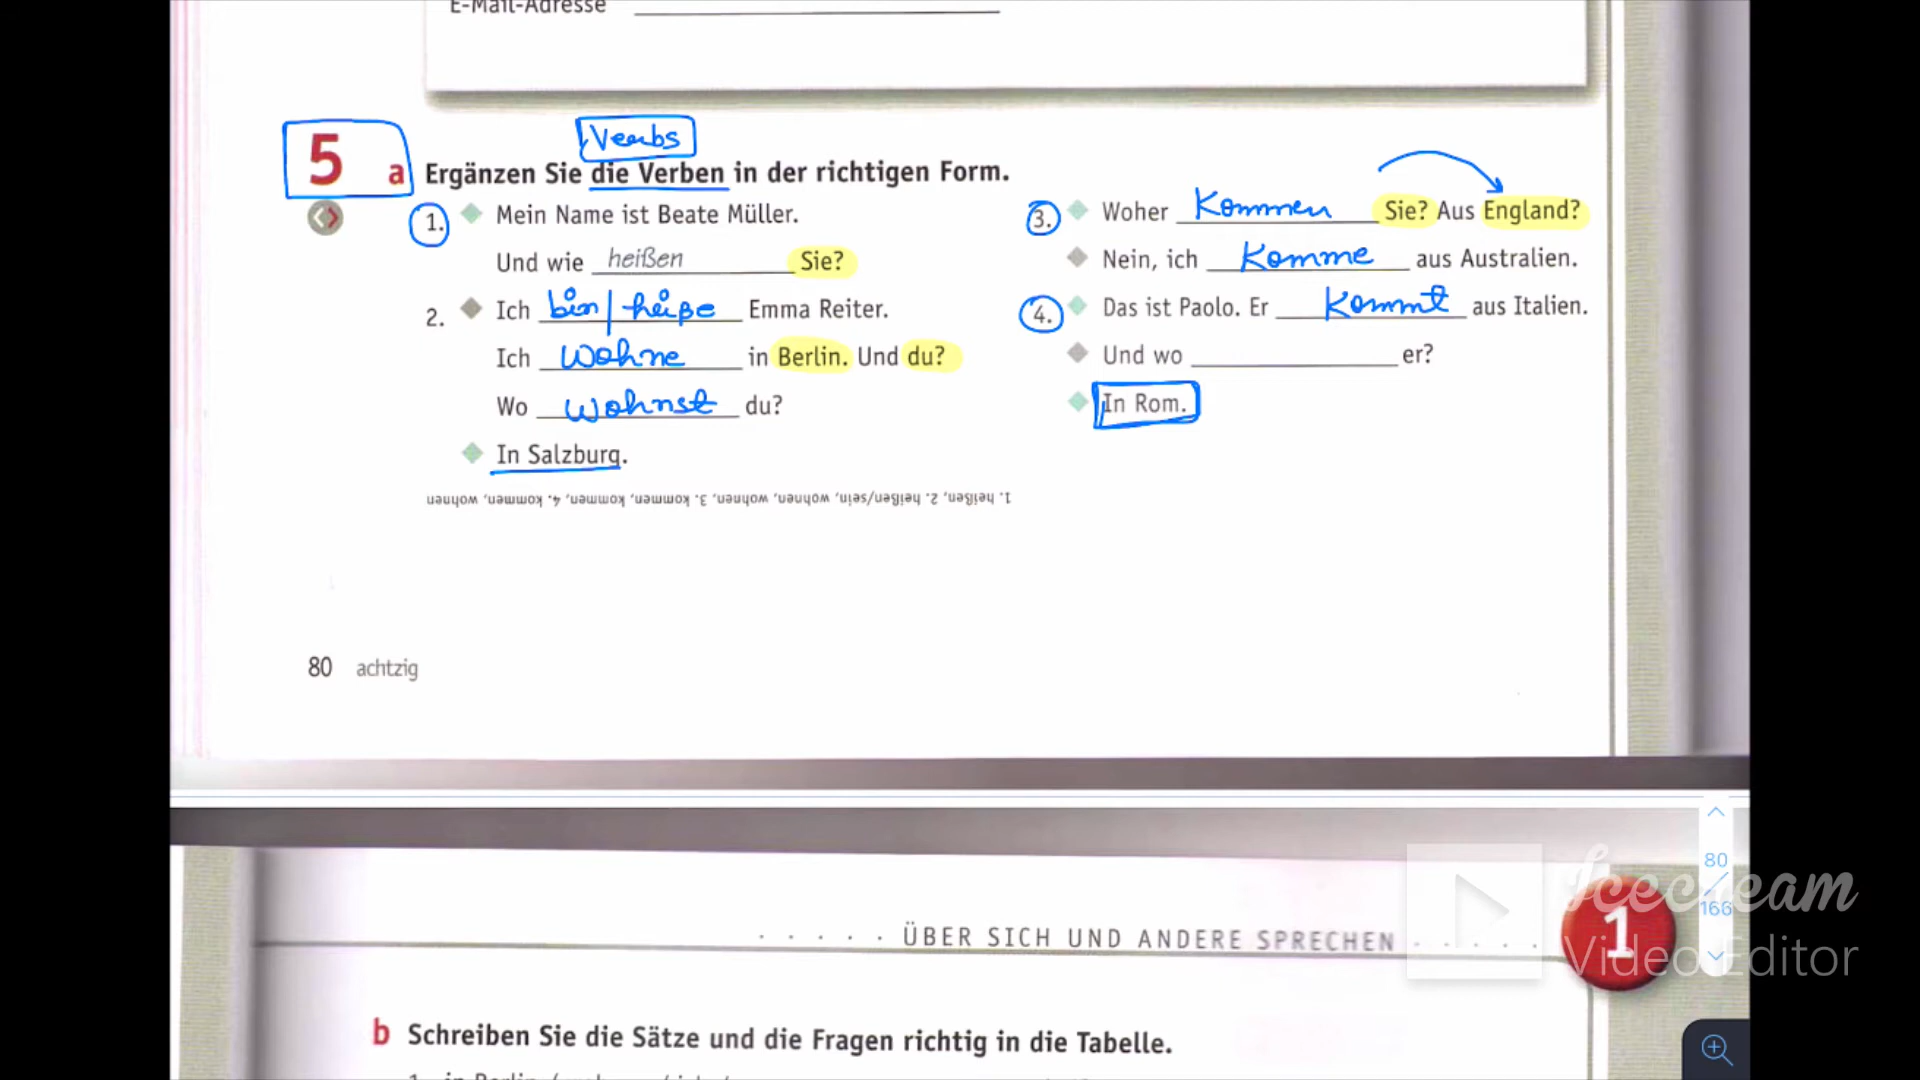 E-Mail-Adresse
Verbs
5 a Ergänzen Sie die Verben in der richtigen Form.
1. Mein Name ist Beate Müller.
Und wie heißen Sie?
2. Ich bin/heiße Emma Reiter.
Ich wohne in Berlin. Und du?
Wo wohnst du?
In Salzburg.
3. Woher kommen Sie? Aus England?
Nein, ich komme aus Australien.
4. Das ist Paolo. Er kommt aus Italien.
Und wo er?
In Rom.
1. heißen, 2. heißen/sein, wohnen, wohnen, 3. kommen, kommen, 4. kommen, wohnen
80 achtzig
80
166
Icecream
Video Editor
ÜBER SICH UND ANDERE SPRECHEN 1
b Schreiben Sie die Sätze und die Fragen richtig in die Tabelle.